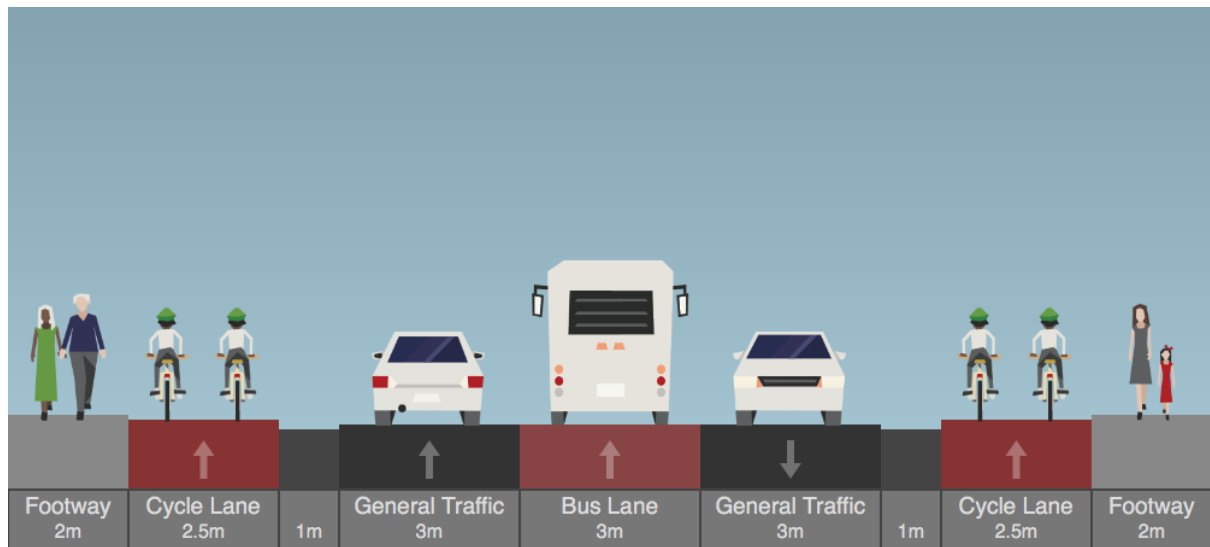 Footway
2m
Cycle Lane
2.5m
1m
General Traffic
3m
Bus Lane
3m
General Traffic
3m
1m
Cycle Lane
2.5m
Footway
2m